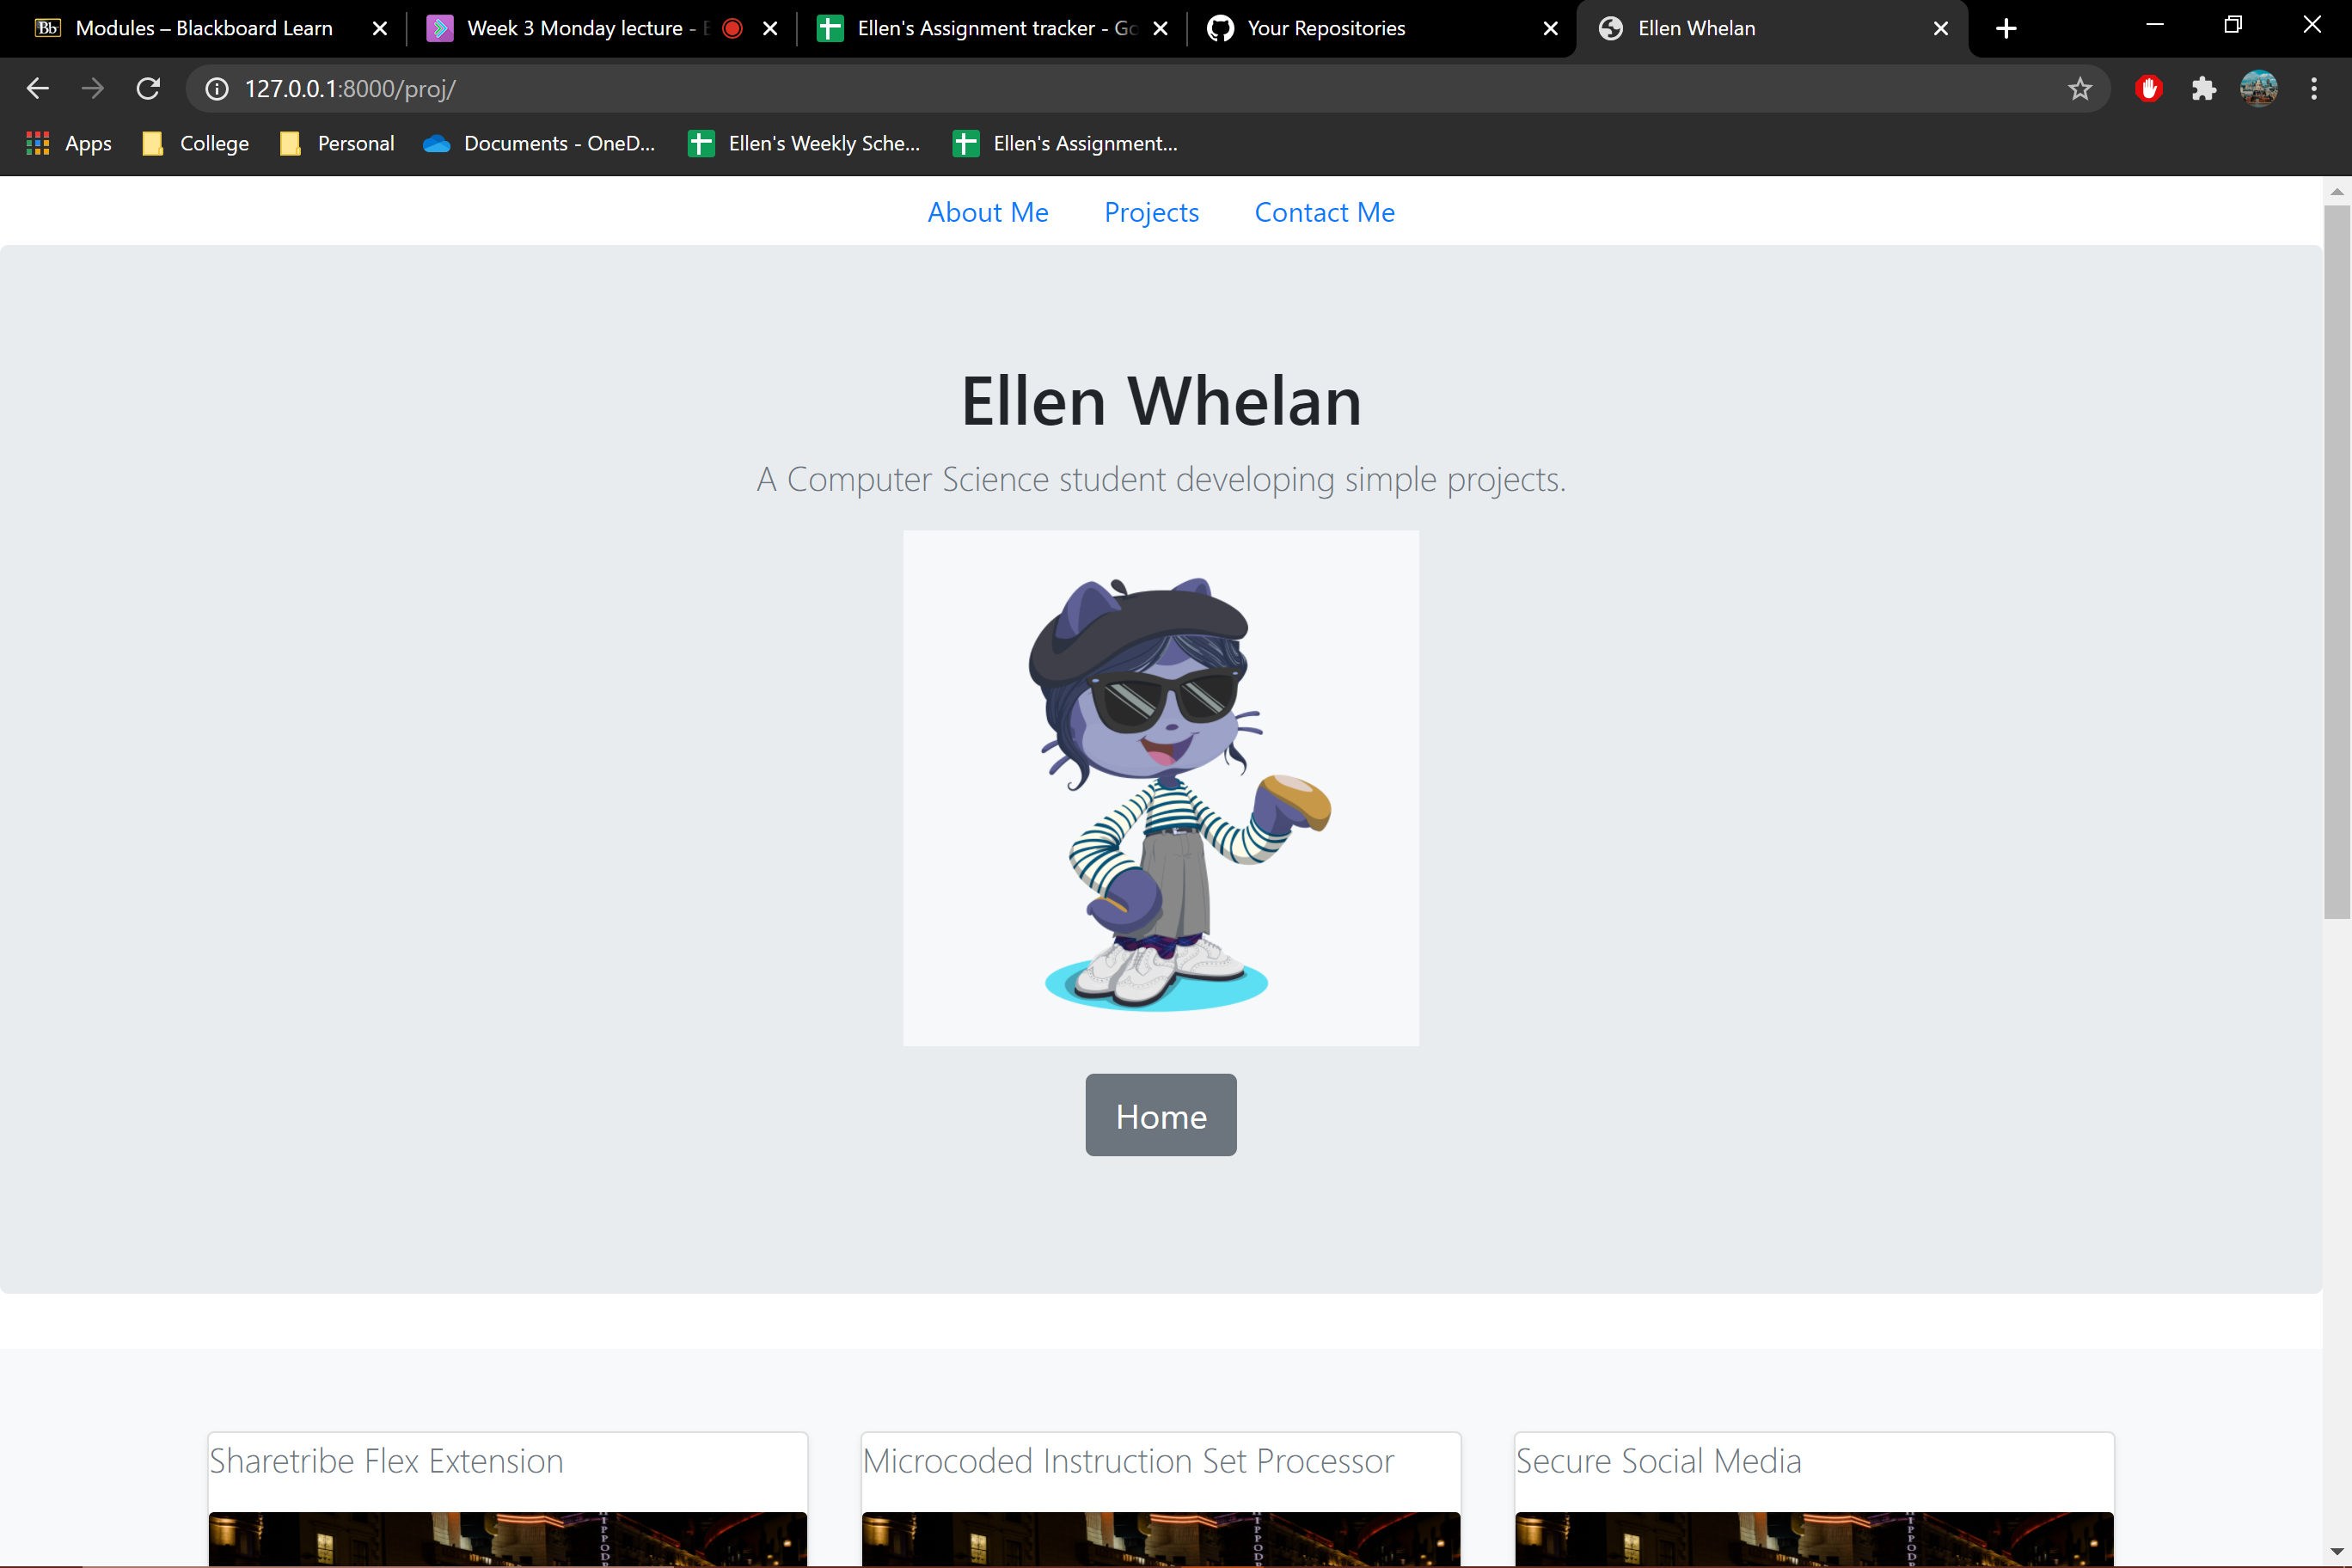 Modules – Blackboard Learn
Week 3 Monday lecture -
Ellen's Assignment tracker - Go
Your Repositories
Ellen Whelan
127.0.0.1:8000/proj/
Apps
College
Personal
Documents - OneD...
Ellen's Weekly Sche...
Ellen's Assignment...
About Me
Projects
Contact Me
Ellen Whelan
A Computer Science student developing simple projects.
Home
Sharetribe Flex Extension
Microcoded Instruction Set Processor
Secure Social Media